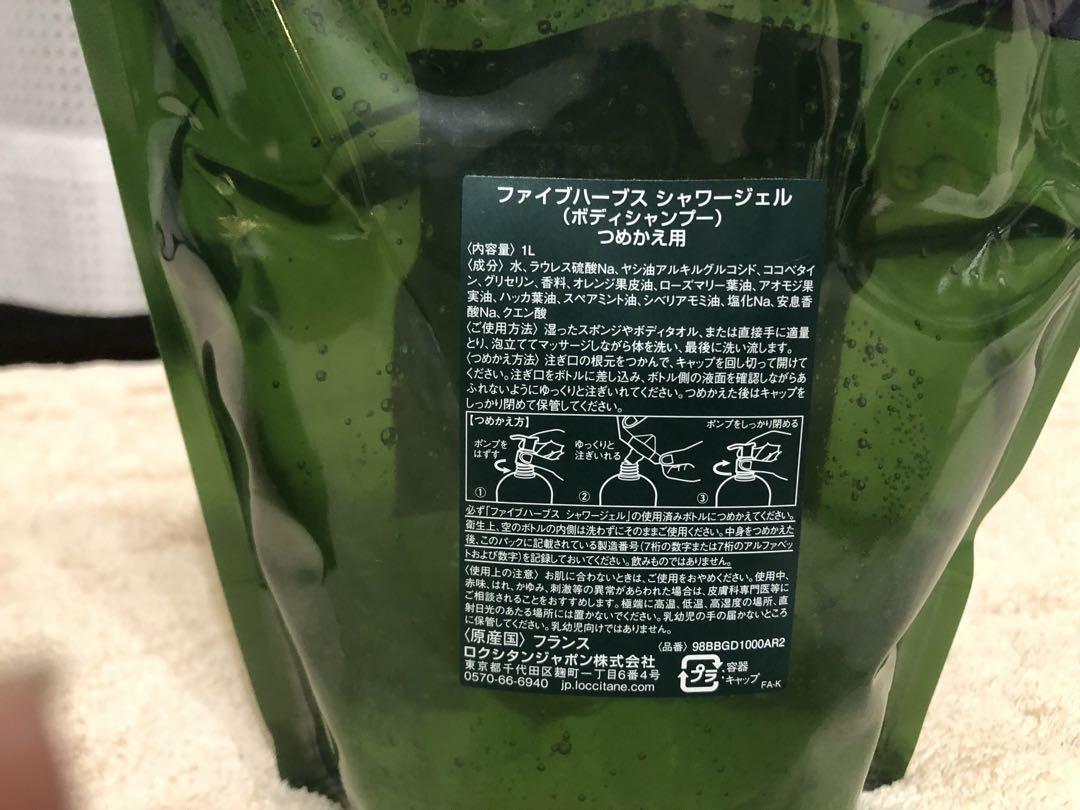 ファイブハーブス シャワージェル
（ボディシャンプー）
つめかえ用
〈内容量〉 1L
〈成分〉 水、ラウレス硫酸Na、ヤシ油アルキルグルコシド、ココベタイ
ン、グリセリン、香料、オレンジ果皮油、ローズマリー葉油、アオモジ果
実油、ハッカ葉油、スペアミント油、シベリアモミ油、塩化Na、安息香
酸Na、クエン酸
〈ご使用方法〉 湿ったスポンジやボディタオル、または直接手に適量
とり、泡立ててマッサージしながら体を洗い、最後に洗い流します。
〈つめかえ方法〉 注ぎ口の根元をつかんで、キャップを回し切って開けて
ください。注ぎ口をボトルに差し込み、ボトル側の液面を確認しながらあ
ふれないようにゆっくりと注ぎいれてください。つめかえた後はキャップを
しっかり閉めて保管してください。
【つめかえ方】
ポンプを
はずす
①
ゆっくりと
注ぎいれる
②
ポンプをしっかり閉める
③
必ず「ファイブハーブス シャワージェル」の使用済みボトルにつめかえてください。
衛生上、空のボトルの内側は洗わずにそのままご使用ください。中身をつめかえた
後、このパックに記載されている製造番号（7桁の数字または7桁のアルファベッ
トおよび数字）を記録しておいてください。飲みものではありません。
〈使用上の注意〉 お肌に合わないときは、ご使用をおやめください。使用中、
赤味、はれ、かゆみ、刺激等の異常があらわれた場合は、皮膚科専門医等に
ご相談されることをおすすめします。極端に高温、低温、高湿度の場所、直
射日光のあたる場所には置かないでください。乳幼児の手の届かないところ
に保管してください。乳幼児向けではありません。
〈原産国〉 フランス
〈品番〉 98BBGD1000AR2
ロクシタンジャポン株式会社
東京都千代田区麹町一丁目6番4号
0570-66-6940 jp.loccitane.com
プラ
容器
キャップ
FA-K